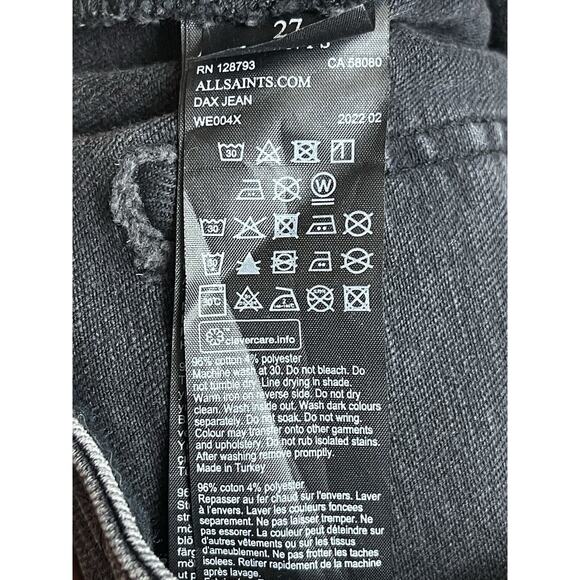 27
RN 128793 CA 58080
ALLSAINTS.COM
DAX JEAN
WE004X 2022 02
30
W
30
30
30°C
clevercare.info
96% cotton 4% polyester
Machine wash at 30. Do not bleach. Do
not tumble dry. Line drying in shade.
Warm iron on reverse side. Do not dry
clean. Wash inside out. Wash dark colours
separately. Do not soak. Do not wring.
Colour may transfer onto other garments
and upholstery. Do not rub isolated stains.
After washing remove promptly.
Made in Turkey
96% coton 4% polyester
Repasser au fer chaud sur l'envers. Laver
à l'envers. Laver les couleurs foncées
separement. Ne pas laisser tremper. Ne
pas essorer. La couleur peut déteindre sur
d'autres vêtements ou sur les tissus
d'ameublement. Ne pas frotter les taches
isolées. Retirer rapidement de la machine
après lavage.